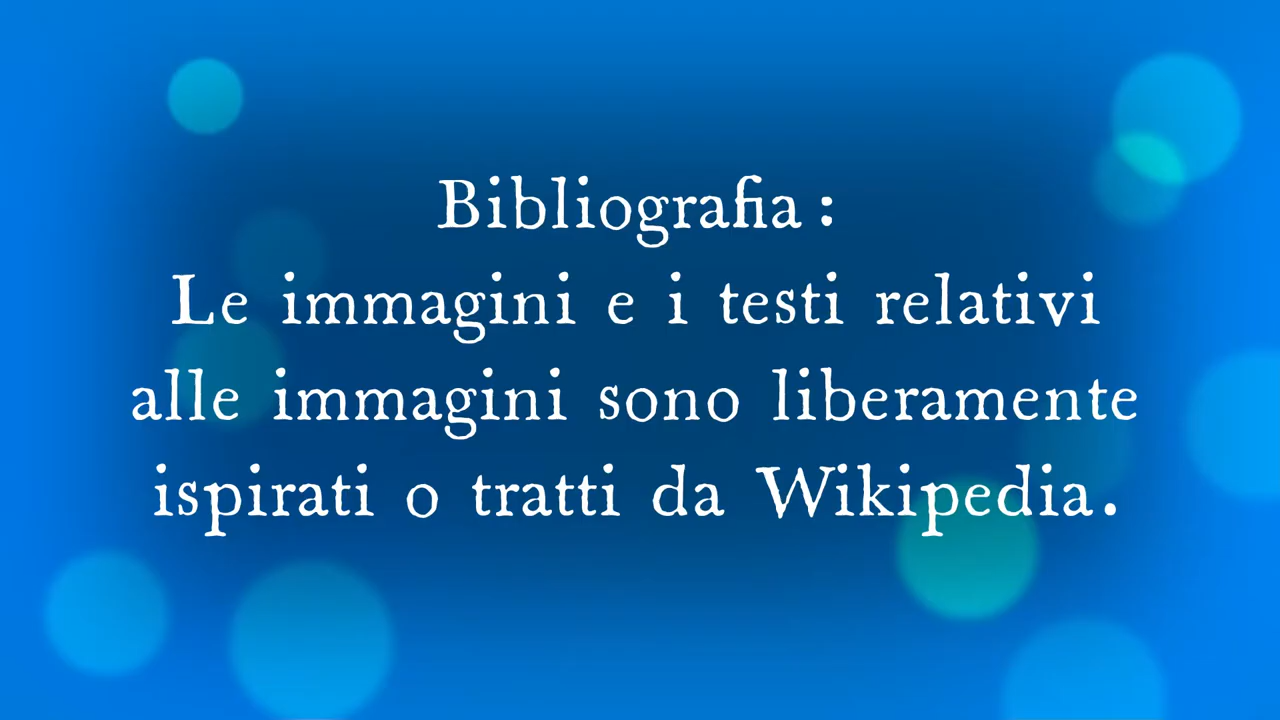 Bibliografia :
Le immagini e i testi relativi
alle immagini sono liberamente
ispirati o tratti da Wikipedia.